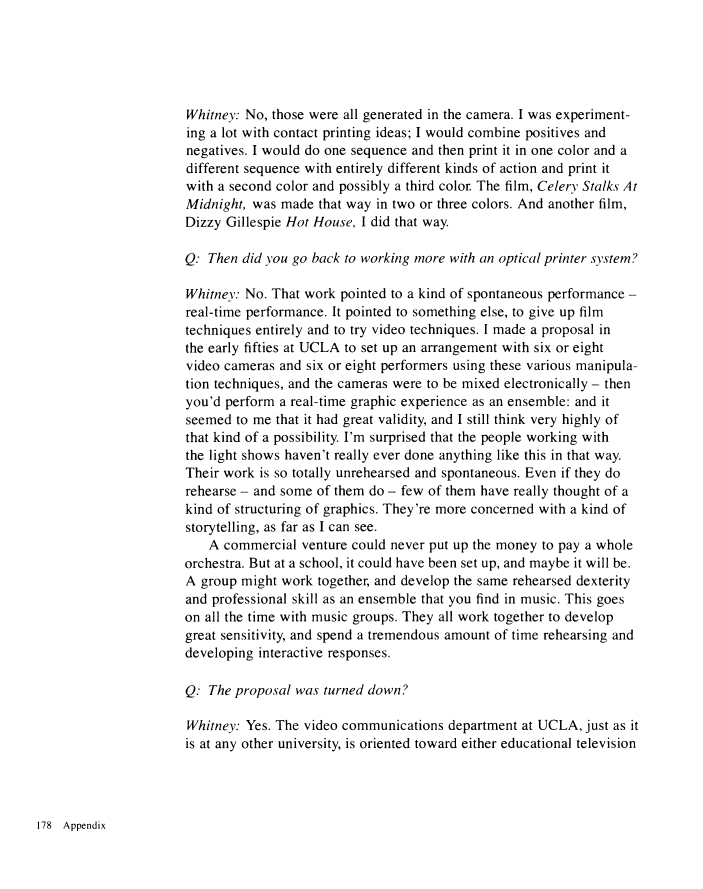 Whitney: No, those were all generated in the camera. I was experiment-
ing a lot with contact printing ideas; I would combine positives and
negatives. I would do one sequence and then print it in one color and a
different sequence with entirely different kinds of action and print it
with a second color and possibly a third color. The film, Celery Stalks At
Midnight, was made that way in two or three colors. And another film,
Dizzy Gillespie Hot House, I did that way.
Q: Then did you go back to working more with an optical printer system?
Whitney: No. That work pointed to a kind of spontaneous performance –
real-time performance. It pointed to something else, to give up film
techniques entirely and to try video techniques. I made a proposal in
the early fifties at UCLA to set up an arrangement with six or eight
video cameras and six or eight performers using these various manipula-
tion techniques, and the cameras were to be mixed electronically – then
you'd perform a real-time graphic experience as an ensemble: and it
seemed to me that it had great validity, and I still think very highly of
that kind of a possibility. I'm surprised that the people working with
the light shows haven't really ever done anything like this in that way.
Their work is so totally unrehearsed and spontaneous. Even if they do
rehearse – and some of them do – few of them have really thought of a
kind of structuring of graphics. They're more concerned with a kind of
storytelling, as far as I can see.
A commercial venture could never put up the money to pay a whole
orchestra. But at a school, it could have been set up, and maybe it will be.
A group might work together, and develop the same rehearsed dexterity
and professional skill as an ensemble that you find in music. This goes
on all the time with music groups. They all work together to develop
great sensitivity, and spend a tremendous amount of time rehearsing and
developing interactive responses.
Q: The proposal was turned down?
Whitney: Yes. The video communications department at UCLA, just as it
is at any other university, is oriented toward either educational television
178 Appendix